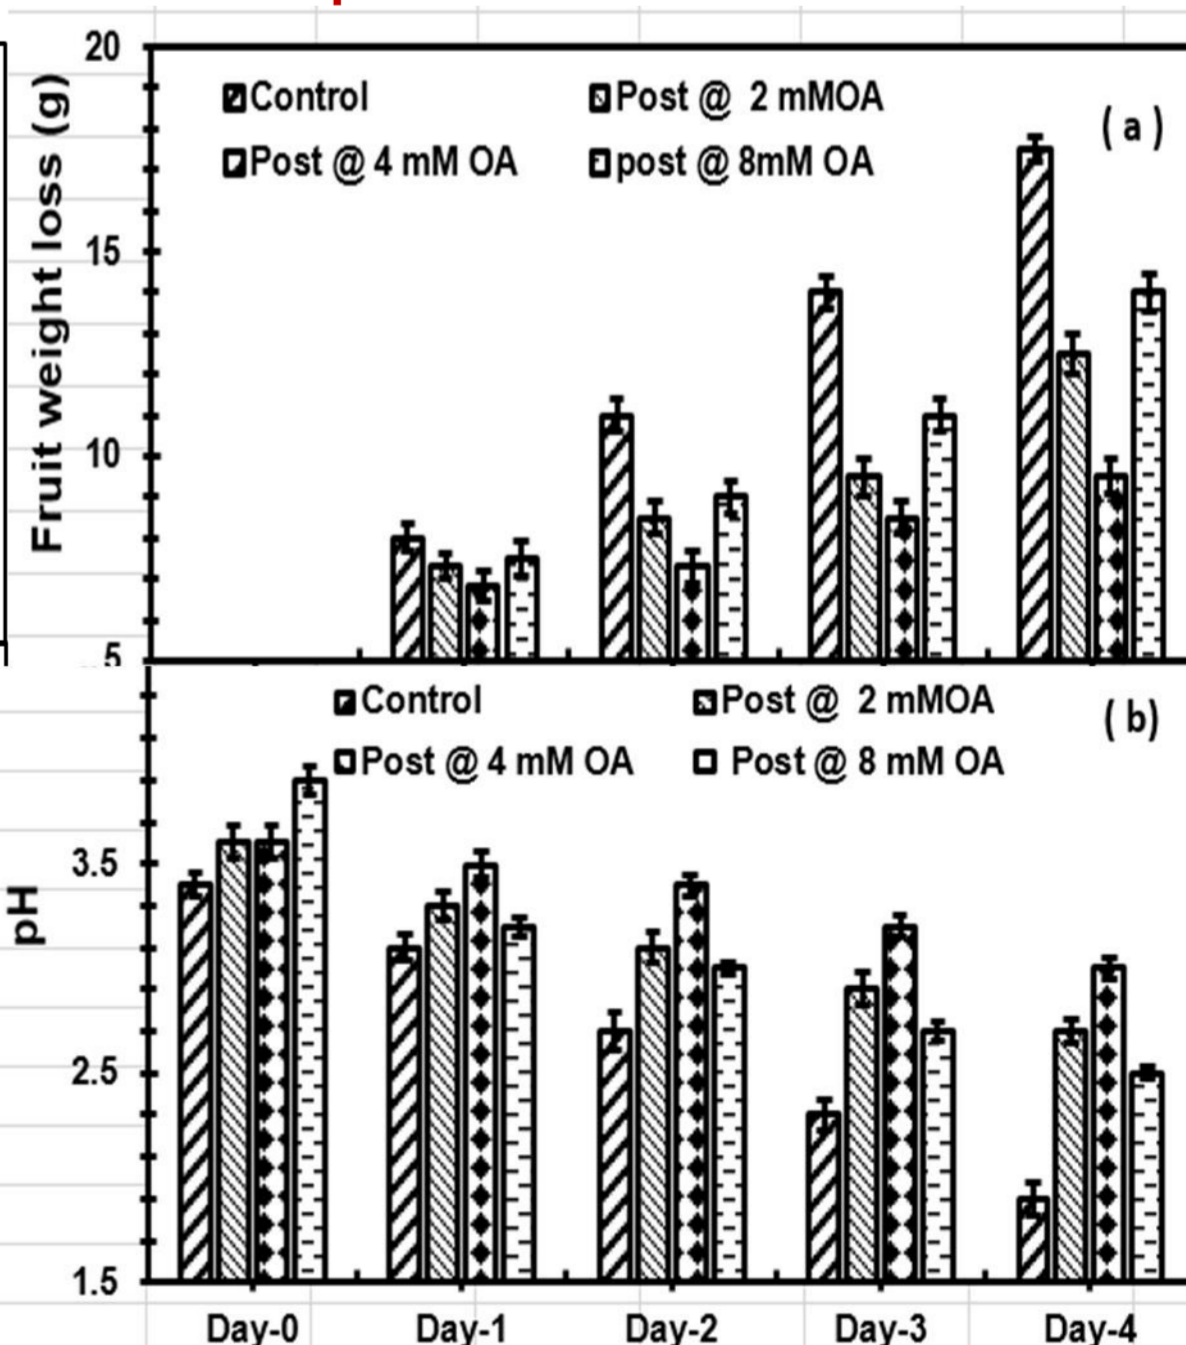 20
Fruit weight loss (g)
Control
Post @ 2 mMOA
( a )
Post @ 4 mM OA
post @ 8mM OA
15
10
5
Control
Post @ 2 mMOA
( b)
Post @ 4 mM OA
Post @ 8 mM OA
3.5
pH
2.5
1.5
Day-0 Day-1 Day-2 Day-3 Day-4